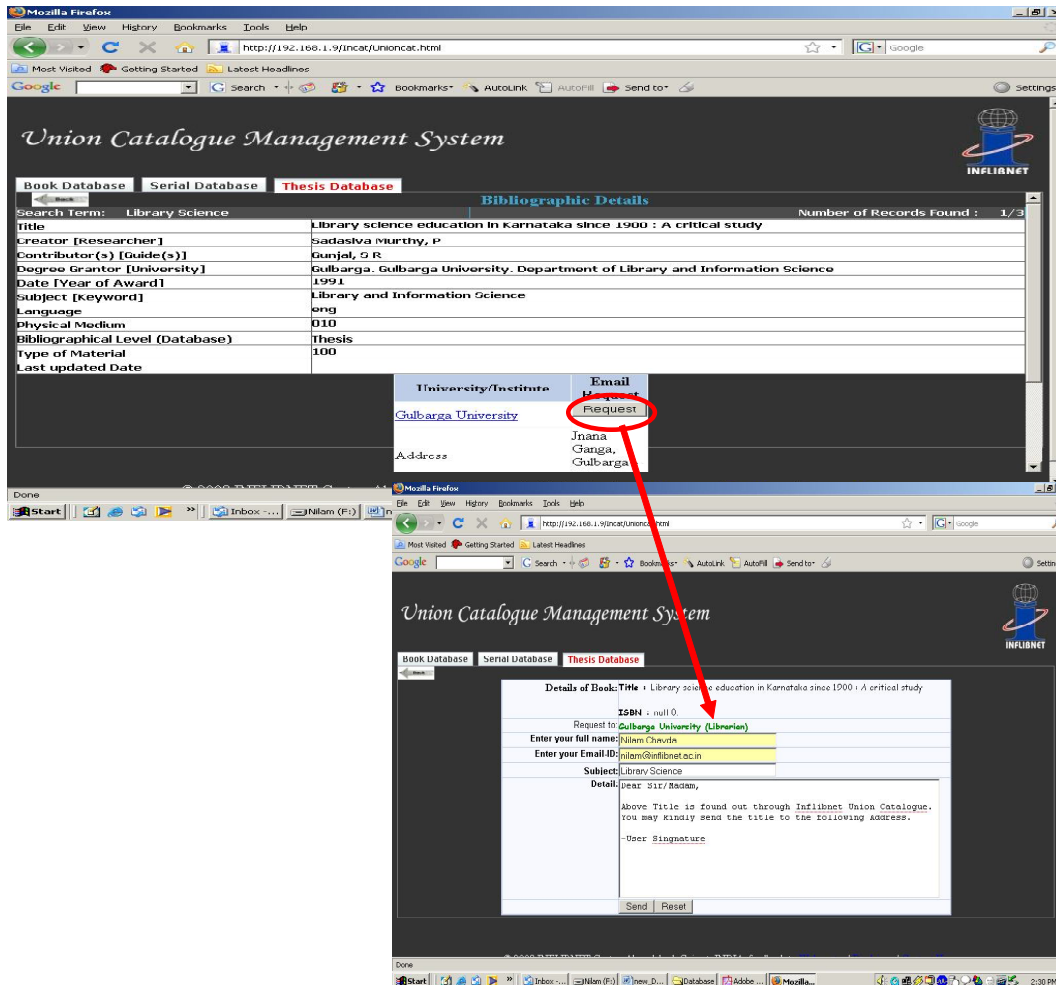 Mozilla Firefox
File Edit View History Bookmarks Tools Help
http://192.168.1.9/Incat/Unioncat.html
Google
Most Visited Getting Started Latest Headlines
Google Search Bookmarks AutoLink AutoFill Send to Settings
Union Catalogue Management System
INFLIBNET
Book Database Serial Database Thesis Database
Back
Bibliographic Details
Search Term: Library Science Number of Records Found : 1/3
Title Library science education in Karnataka since 1900 : A critical study
Creator [Researcher] Sadasiva Murthy, P
Contributor(s) [Guide(s)] Gunjal, S R
Degree Grantor [University] Gulbarga. Gulbarga University. Department of Library and Information Science
Date [Year of Award] 1991
Subject [Keyword] Library and Information Science
Language eng
Physical Medium 010
Bibliographical Level (Database) Thesis
Type of Material 100
Last updated Date
University/Institute Email Request
Gulbarga University Request
Address Jnana Ganga, Gulbarga
Done
Start Inbox -... Nilam (F:)
Mozilla Firefox
File Edit View History Bookmarks Tools Help
http://192.168.1.9/Incat/Unioncat.html
Google
Most Visited Getting Started Latest Headlines
Google Search Bookmarks AutoLink AutoFill Send to
Union Catalogue Management System
INFLIBNET
Book Database Serial Database Thesis Database
Back
Details of Book: Title : Library science education in Karnataka since 1900 : A critical study
ISBN : null 0.
Request to: Gulbarga University (Librarian)
Enter your full name: Nilam Chavda
Enter your Email-ID: nilam@inflibnet.ac.in
Subject: Library Science
Detail: Dear Sir/Madam,
Above Title is found out through Inflibnet Union Catalogue.
You may kindly send the title to the following Address.
-User Singnature
Send Reset
Done
Start Inbox -... Nilam (F:) new_D... Database Adobe ... Mozilla... 2:30 PM